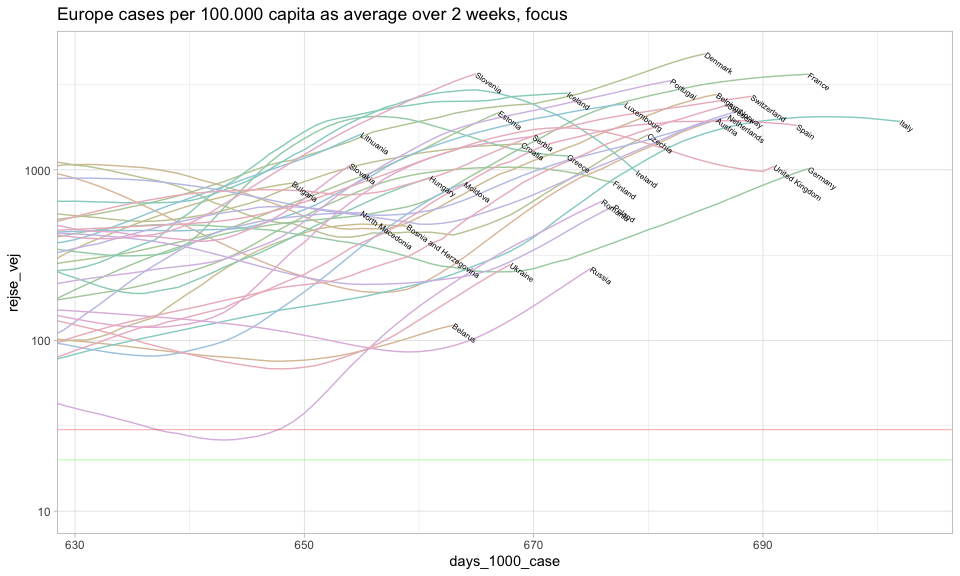 Europe cases per 100.000 capita as average over 2 weeks, focus
rejse_vej
1000
100
10
630
650
670
690
days_1000_case
Denmark
Slovenia
Portugal
France
Iceland
Luxembourg
Switzerland
Netherlands
Austria
Spain
Italy
Estonia
Lithuania
Serbia
Croatia
Czechia
Greece
Slovakia
Bulgaria
Hungary
Moldova
Finland
Ireland
United Kingdom
Germany
North Macedonia
Bosnia and Herzegovina
Poland
Ukraine
Russia
Belarus